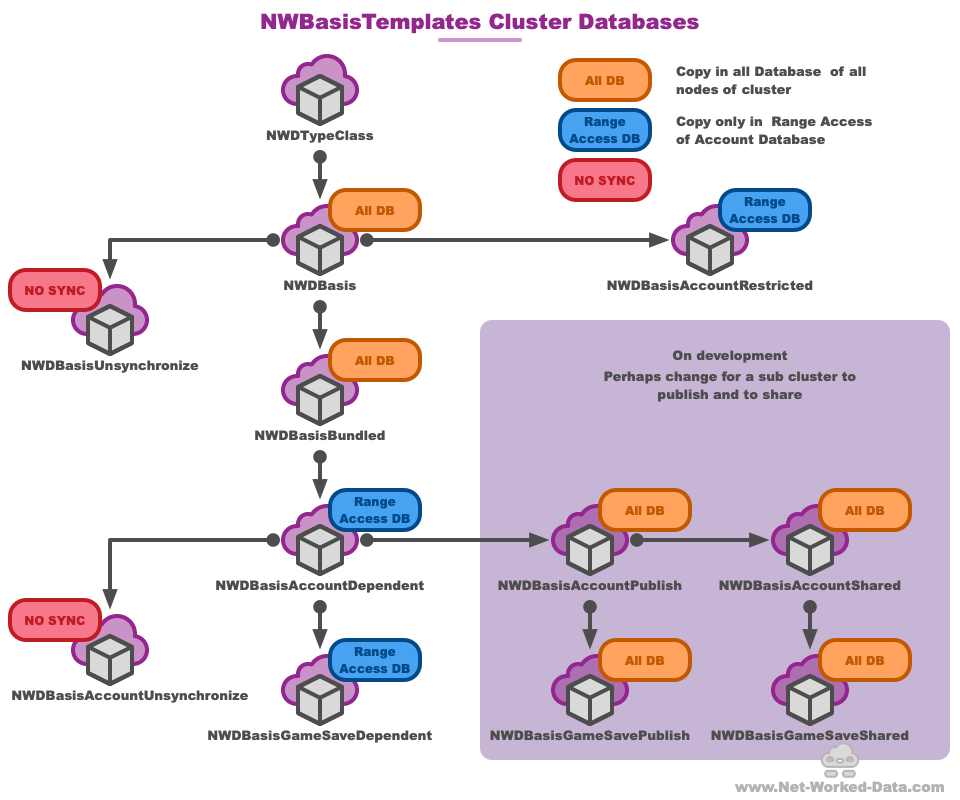 NWBasisTemplates Cluster Databases
All DB
Copy in all Database of all
nodes of cluster
NWDTypeClass
Range
Access DB
Copy only in Range Access
of Account Database
NO SYNC
All DB
Range
Access DB
NO SYNC
NWDBasis
NWDBasisAccountRestricted
NWDBasisUnsynchronize
All DB
On development
Perhaps change for a sub cluster to
publish and to share
NWDBasisBundled
Range
Access DB
All DB
All DB
NWDBasisAccountDependent
NWDBasisAccountPublish
NWDBasisAccountShared
NO SYNC
Range
Access DB
All DB
All DB
NWDBasisAccountUnsynchronize
NWDBasisGameSaveDependent
NWDBasisGameSavePublish
NWDBasisGameSaveShared
www.Net-Worked-Data.com